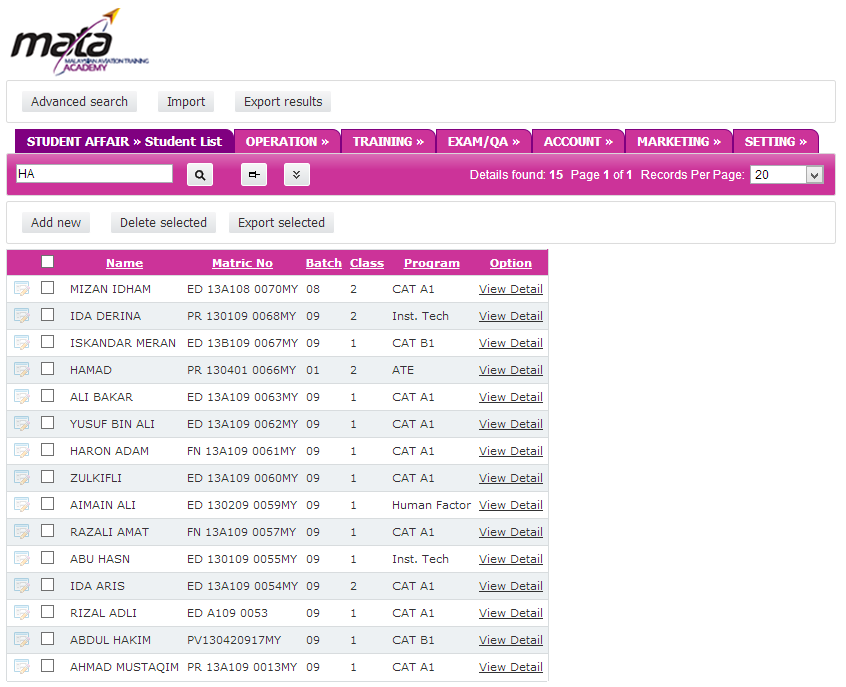 mata
MALAYSIAN AVIATION TRAINING
ACADEMY
Advanced search Import Export results
STUDENT AFFAIR » Student List OPERATION » TRAINING » EXAM/QA » ACCOUNT » MARKETING » SETTING »
HA Details found: 15 Page 1 of 1 Records Per Page: 20
Add new Delete selected Export selected
Name Matric No Batch Class Program Option
MIZAN IDHAM ED 13A108 0070MY 08 2 CAT A1 View Detail
IDA DERINA PR 130109 0068MY 09 2 Inst. Tech View Detail
ISKANDAR MERAN ED 13B109 0067MY 09 1 CAT B1 View Detail
HAMAD PR 130401 0066MY 01 2 ATE View Detail
ALI BAKAR ED 13A109 0063MY 09 1 CAT A1 View Detail
YUSUF BIN ALI ED 13A109 0062MY 09 1 CAT A1 View Detail
HARON ADAM FN 13A109 0061MY 09 1 CAT A1 View Detail
ZULKIFLI ED 13A109 0060MY 09 1 CAT A1 View Detail
AIMAIN ALI ED 130209 0059MY 09 1 Human Factor View Detail
RAZALI AMAT FN 13A109 0057MY 09 1 CAT A1 View Detail
ABU HASN ED 130109 0055MY 09 1 Inst. Tech View Detail
IDA ARIS ED 13A109 0054MY 09 2 CAT A1 View Detail
RIZAL ADLI ED A109 0053 09 1 CAT A1 View Detail
ABDUL HAKIM PV130420917MY 09 1 CAT B1 View Detail
AHMAD MUSTAQIM PR 13A109 0013MY 09 1 CAT A1 View Detail